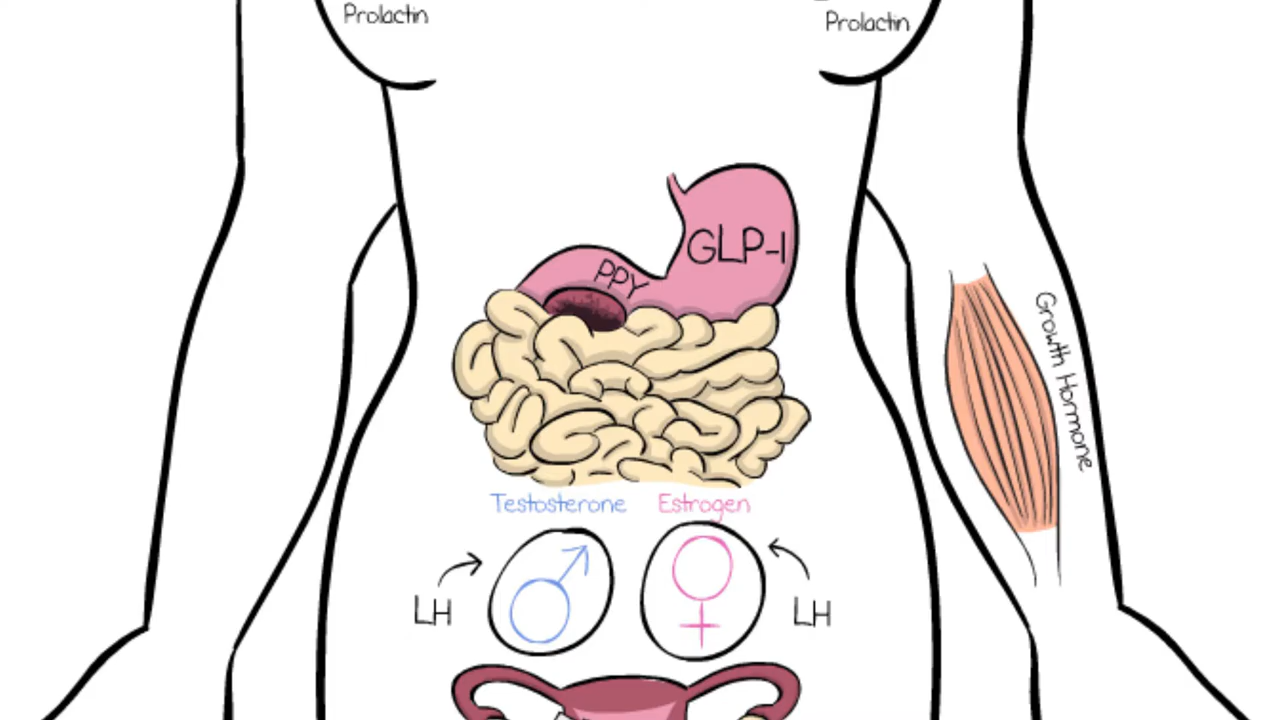 Prolactin
Prolactin
GLP-1
PPY
Growth Hormone
Testosterone
Estrogen
LH
LH